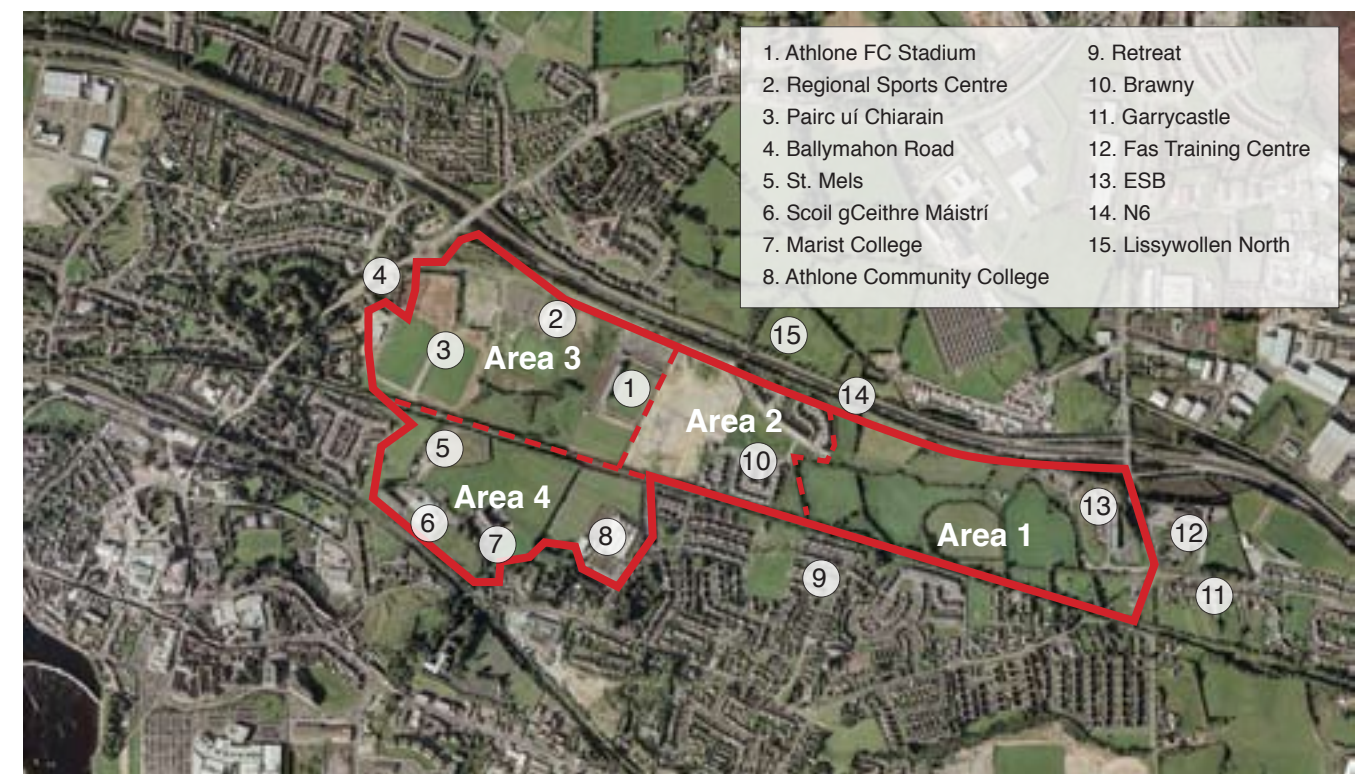 1. Athlone FC Stadium
2. Regional Sports Centre
3. Pairc uí Chiarain
4. Ballymahon Road
5. St. Mels
6. Scoil gCeithre Máistrí
7. Marist College
8. Athlone Community College
9. Retreat
10. Brawny
11. Garrycastle
12. Fas Training Centre
13. ESB
14. N6
15. Lissywollen North
4
2
15
3
Area 3
1
14
Area 2
10
5
Area 4
13
6
7
8
Area 1
12
9
11